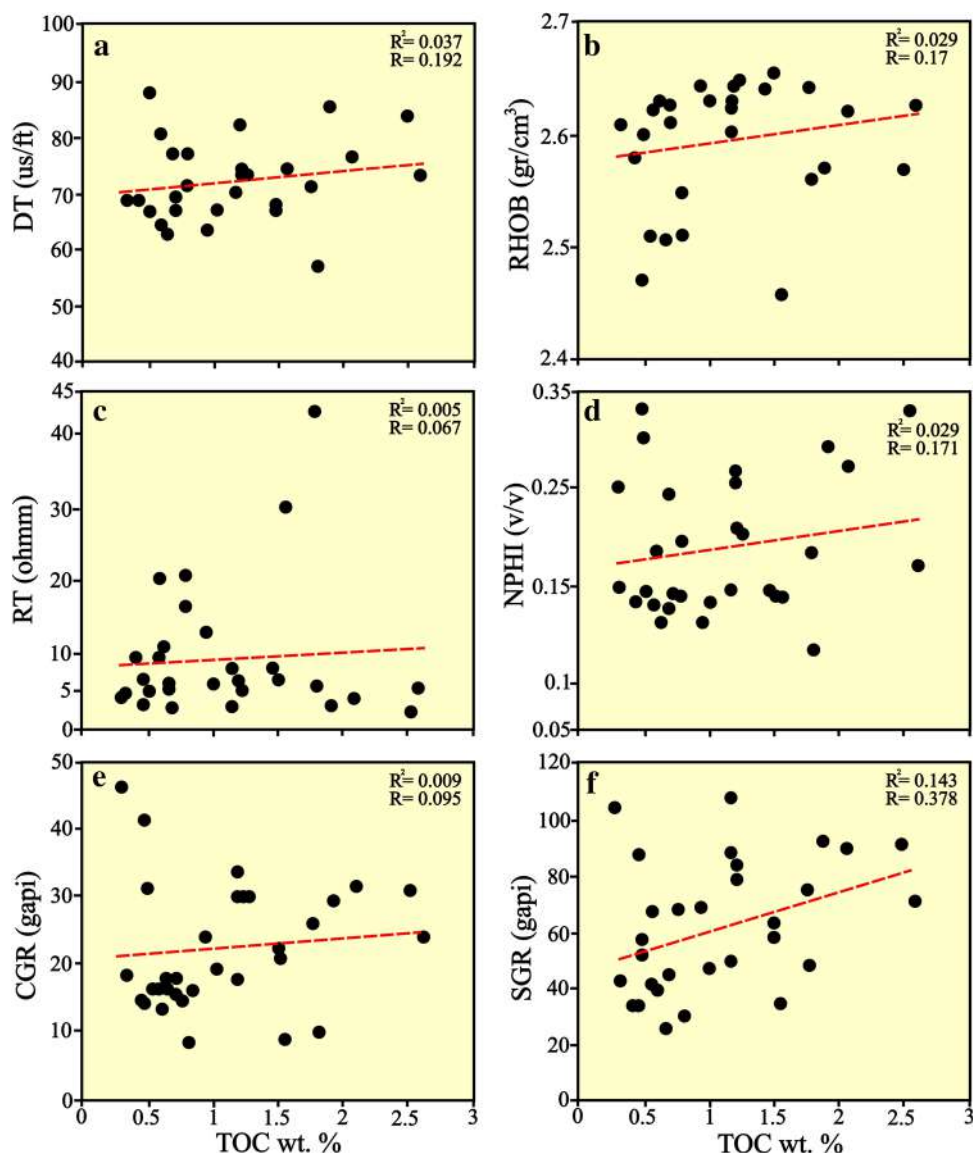 a
R²= 0.037
R= 0.192
DT (us/ft)
100
90
80
70
60
50
40
b
R²= 0.029
R= 0.17
RHOB (gr/cm³)
2.7
2.6
2.5
2.4
c
R²= 0.005
R= 0.067
RT (ohmm)
45
40
30
20
10
5
0
d
R²= 0.029
R= 0.171
NPHI (v/v)
0.35
0.25
0.15
0.1
0.05
e
R²= 0.009
R= 0.095
CGR (gapi)
50
40
30
20
10
0
0 0.5 1 1.5 2 2.5 3
TOC wt. %
f
R²= 0.143
R= 0.378
SGR (gapi)
120
100
80
60
40
20
0
0.5 1 1.5 2 2.5 3
TOC wt. %